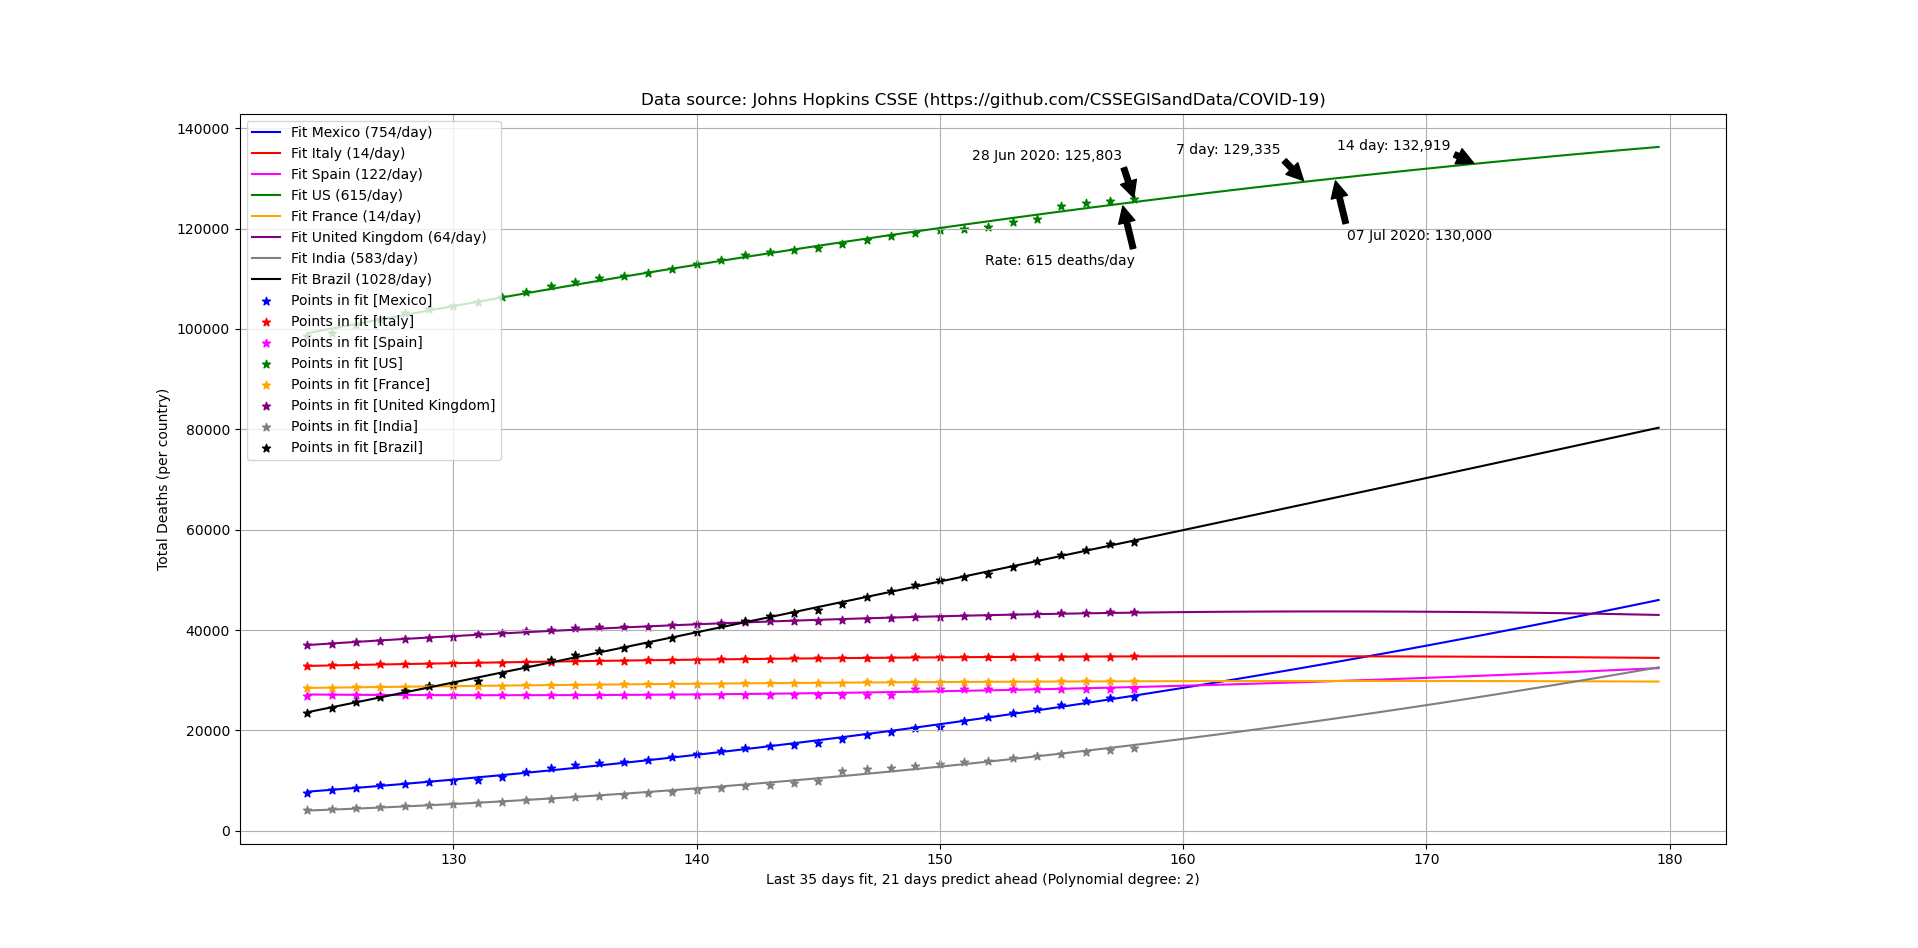 Data source: Johns Hopkins CSSE (https://github.com/CSSEGISandData/COVID-19)
Total Deaths (per country)
140000
120000
100000
80000
60000
40000
20000
0
Fit Mexico (754/day)
Fit Italy (14/day)
Fit Spain (122/day)
Fit US (615/day)
Fit France (14/day)
Fit United Kingdom (64/day)
Fit India (583/day)
Fit Brazil (1028/day)
Points in fit [Mexico]
Points in fit [Italy]
Points in fit [Spain]
Points in fit [US]
Points in fit [France]
Points in fit [United Kingdom]
Points in fit [India]
Points in fit [Brazil]
28 Jun 2020: 125,803
7 day: 129,335
14 day: 132,919
07 Jul 2020: 130,000
Rate: 615 deaths/day
130 140 150 160 170 180
Last 35 days fit, 21 days predict ahead (Polynomial degree: 2)